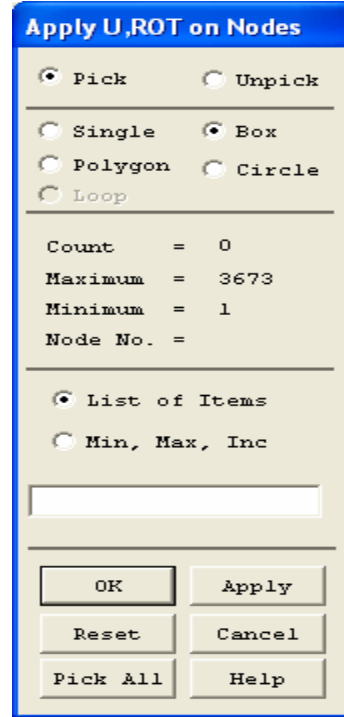 Apply U,ROT on Nodes
Pick Unpick
Single Box
Polygon Circle
Loop
Count = 0
Maximum = 3673
Minimum = 1
Node No. =
List of Items
Min, Max, Inc
OK Apply
Reset Cancel
Pick All Help